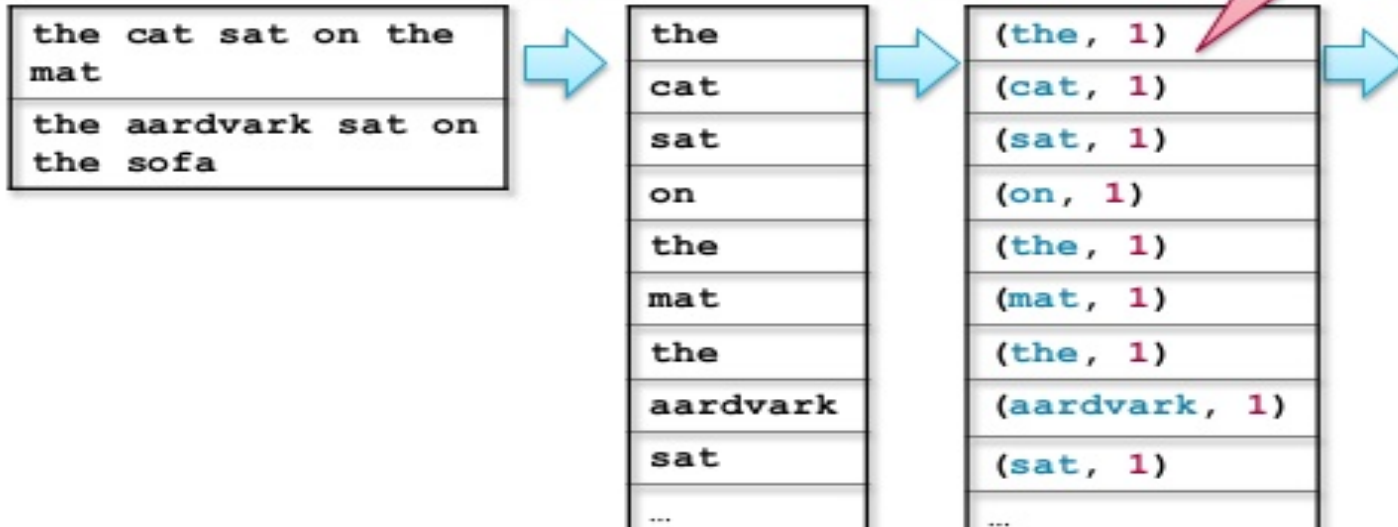 the cat sat on the
mat
the aardvark sat on
the sofa
the
cat
sat
on
the
mat
the
aardvark
sat
...
(the, 1)
(cat, 1)
(sat, 1)
(on, 1)
(the, 1)
(mat, 1)
(the, 1)
(aardvark, 1)
(sat, 1)
...